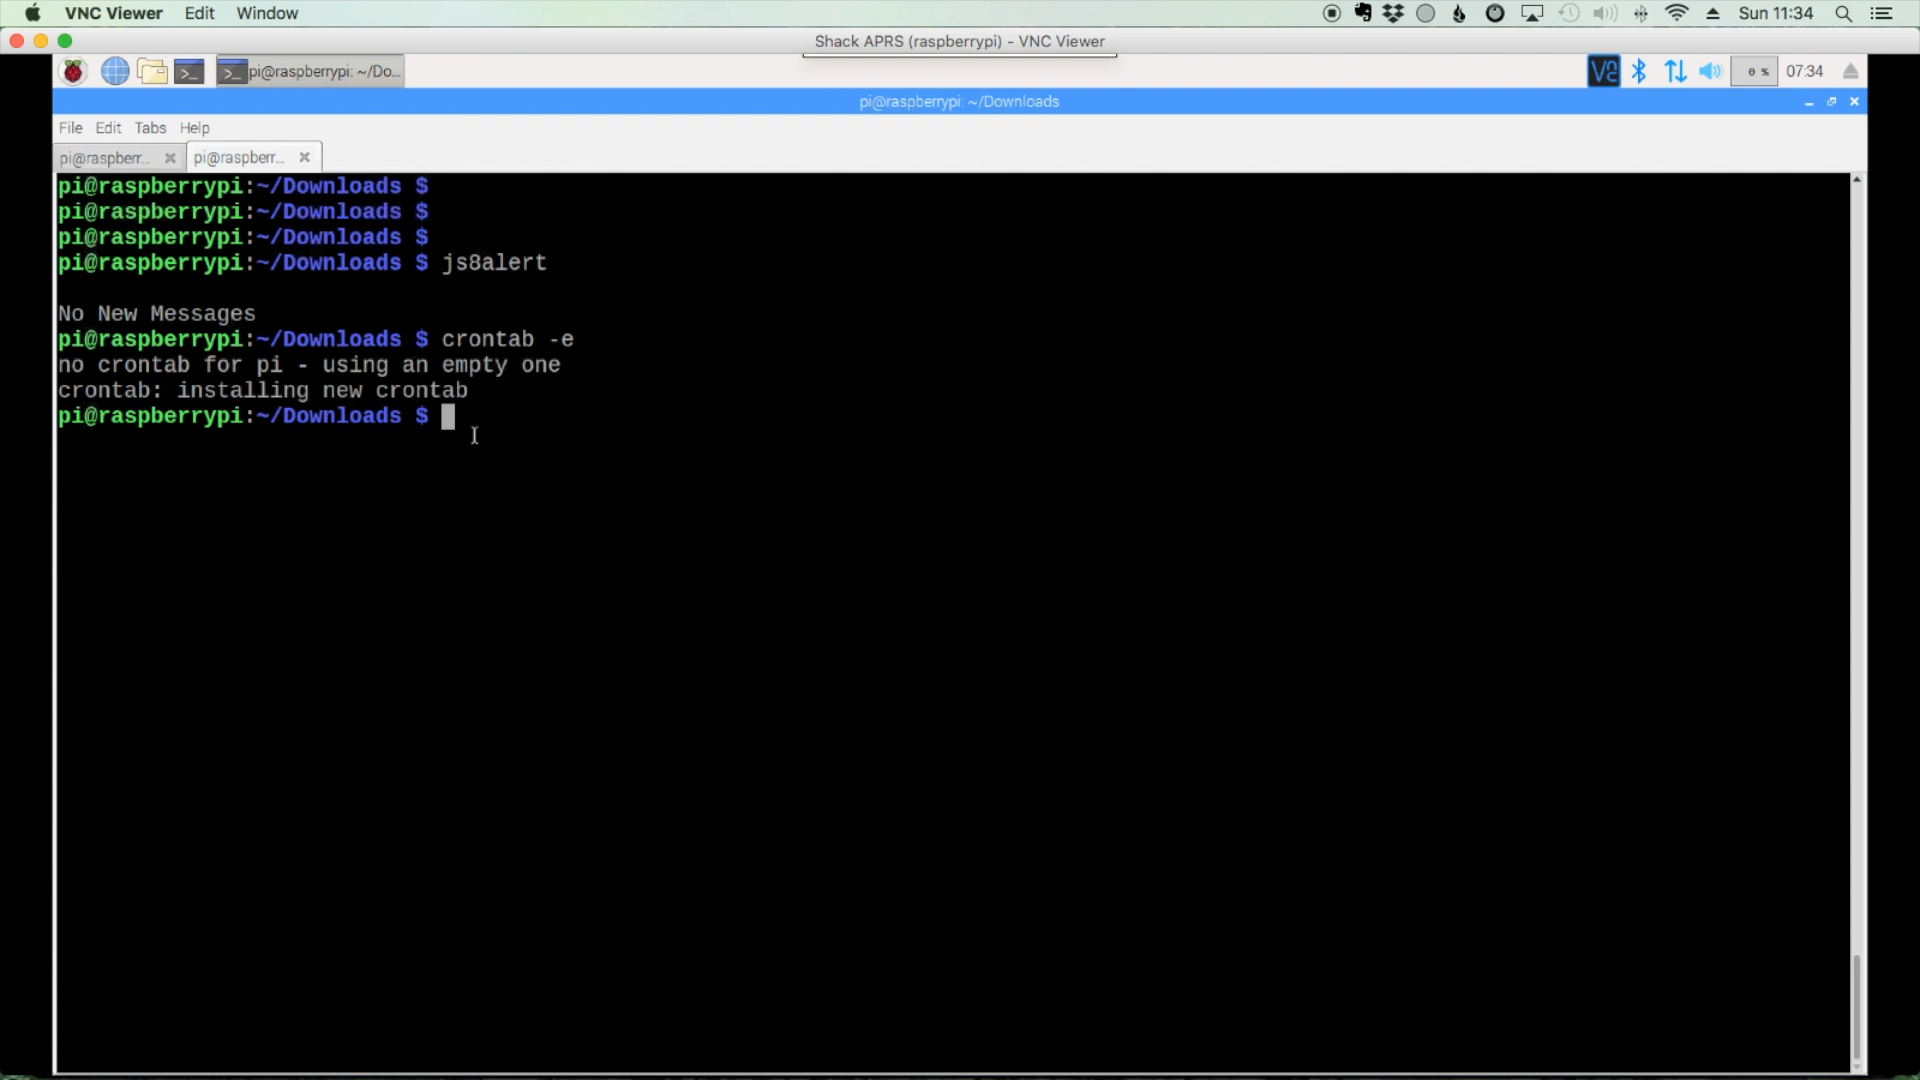 VNC Viewer Edit Window Sun 11:34
Shack APRS (raspberrypi) - VNC Viewer
pi@raspberrypi: ~/Do... 0 % 07:34
pi@raspberrypi: ~/Downloads
File Edit Tabs Help
pi@raspberr... pi@raspberr...
pi@raspberrypi:~/Downloads $
pi@raspberrypi:~/Downloads $
pi@raspberrypi:~/Downloads $
pi@raspberrypi:~/Downloads $ js8alert
No New Messages
pi@raspberrypi:~/Downloads $ crontab -e
no crontab for pi - using an empty one
crontab: installing new crontab
pi@raspberrypi:~/Downloads $